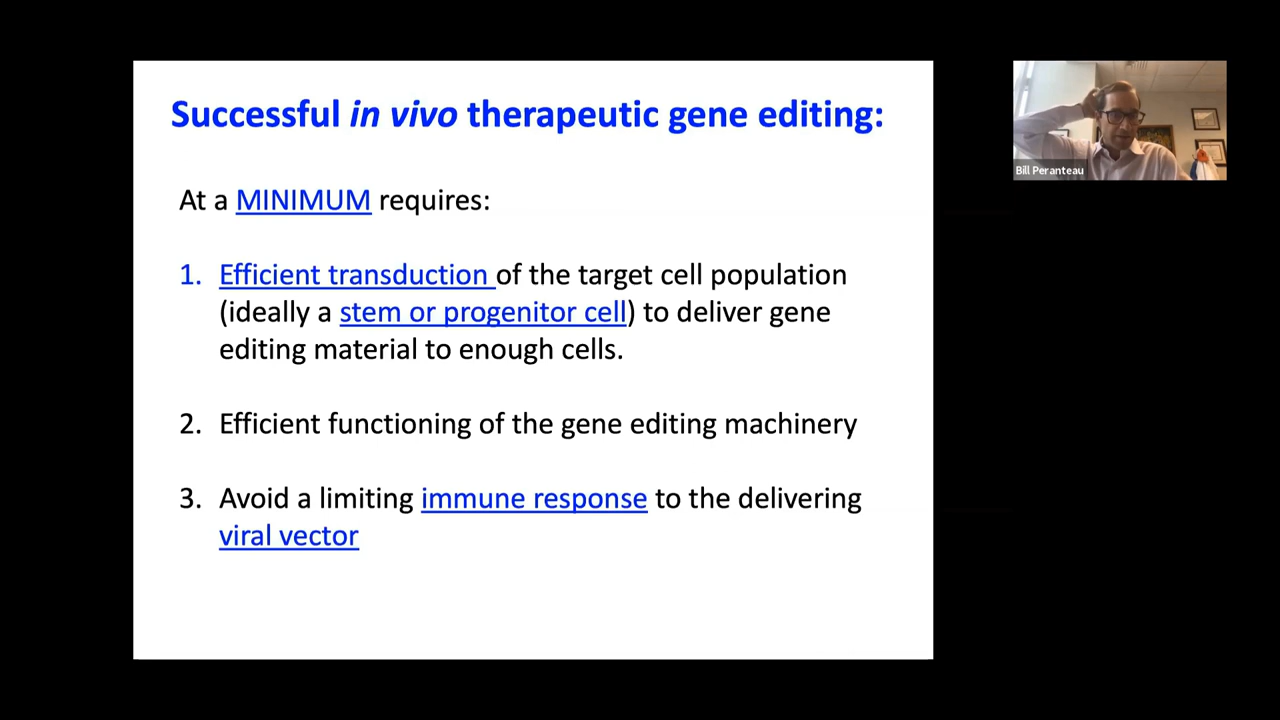 Successful in vivo therapeutic gene editing:
At a MINIMUM requires:
1. Efficient transduction of the target cell population
(ideally a stem or progenitor cell) to deliver gene
editing material to enough cells.
2. Efficient functioning of the gene editing machinery
3. Avoid a limiting immune response to the delivering
viral vector
Bill Peranteau